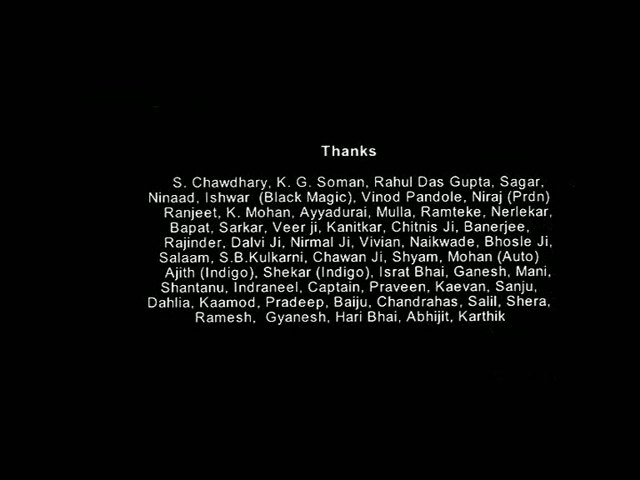 Thanks
S. Chawdhary, K. G. Soman, Rahul Das Gupta, Sagar,
Ninaad, Ishwar (Black Magic), Vinod Pandole, Niraj (Prdn)
Ranjeet, K. Mohan, Ayyadurai, Mulla, Ramteke, Nerlekar,
Bapat, Sarkar, Veer ji, Kanitkar, Chitnis Ji, Banerjee,
Rajinder, Dalvi Ji, Nirmal Ji, Vivian, Naikwade, Bhosle Ji,
Salaam, S.B.Kulkarni, Chawan Ji, Shyam, Mohan (Auto)
Ajith (Indigo), Shekar (Indigo), Israt Bhai, Ganesh, Mani,
Shantanu, Indraneel, Captain, Praveen, Kaevan, Sanju,
Dahlia, Kaamod, Pradeep, Baiju, Chandrahas, Salil, Shera,
Ramesh, Gyanesh, Hari Bhai, Abhijit, Karthik